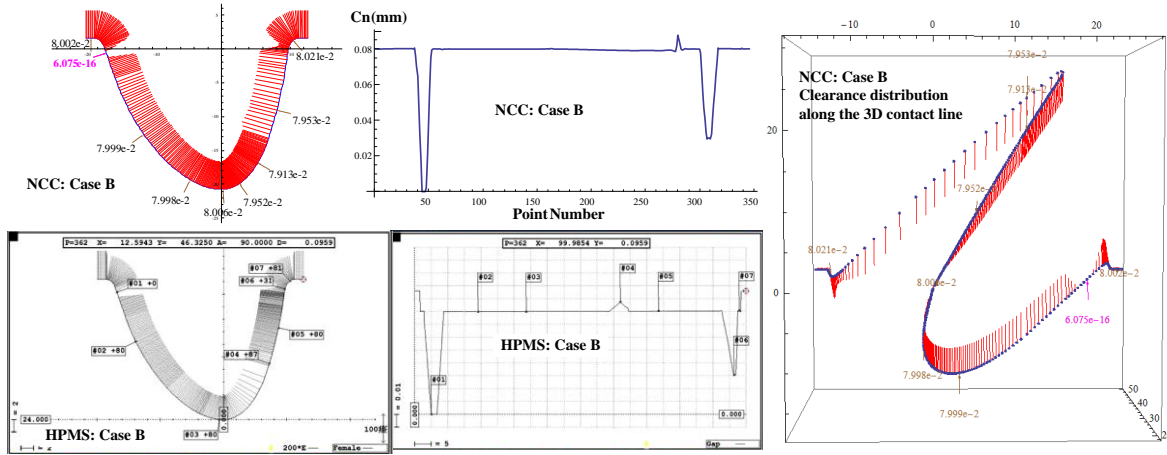 8.002e-2
6.075e-16
8.021e-2
7.953e-2
7.999e-2
7.913e-2
NCC: Case B
7.998e-2
8.006e-2
7.952e-2
Cn(mm)
0.08
0.06
0.04
0.02
NCC: Case B
50
100
150
200
250
300
350
Point Number
-10
0
10
20
NCC: Case B
Clearance distribution
along the 3D contact line
7.953e-2
7.913e-2
20
7.952e-2
8.021e-2
8.002e-2
0
6.075e-16
7.998e-2
7.999e-2
50
40
30
P=362 X= 12.5943 Y= 46.3250 A= 90.0000 D= 0.0959
#07 +81
#01 +0
#06 +31
#05 +80
#02 +80
#04 +87
0.000
24.000
#03 +80
HPMS: Case B
200*E
Female
P=362 X= 99.9854 Y= 0.0959
#02
#03
#04
#05
#07
HPMS: Case B
#06
#01
= 0.01
0.000
0.000
= 5
Gap